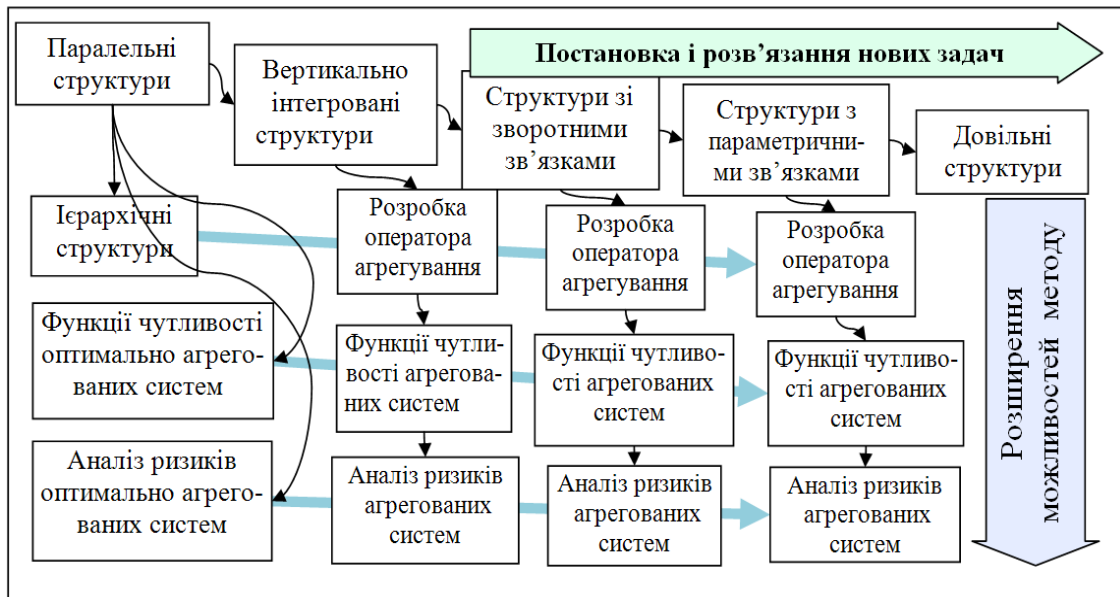 Паралельні
структури
Вертикально
інтегровані
структури
Постановка і розв’язання нових задач
Структури зі
зворотними
зв’язками
Структури з
параметрични-
ми зв’язками
Довільні
структури
Ієрархічні
структури
Розробка
оператора
агрегування
Розробка
оператора
агрегування
Розробка
оператора
агрегування
Функції чутливості
оптимально агрего-
ваних систем
Функції чутли-
вості агрегова-
них систем
Функції чутливо-
сті агрегованих
систем
Функції чутливо-
сті агрегованих
систем
Аналіз ризиків
оптимально агрего-
ваних систем
Аналіз ризиків
агрегованих
систем
Аналіз ризиків
агрегованих
систем
Аналіз ризиків
агрегованих
систем
Розширення
можливостей методу